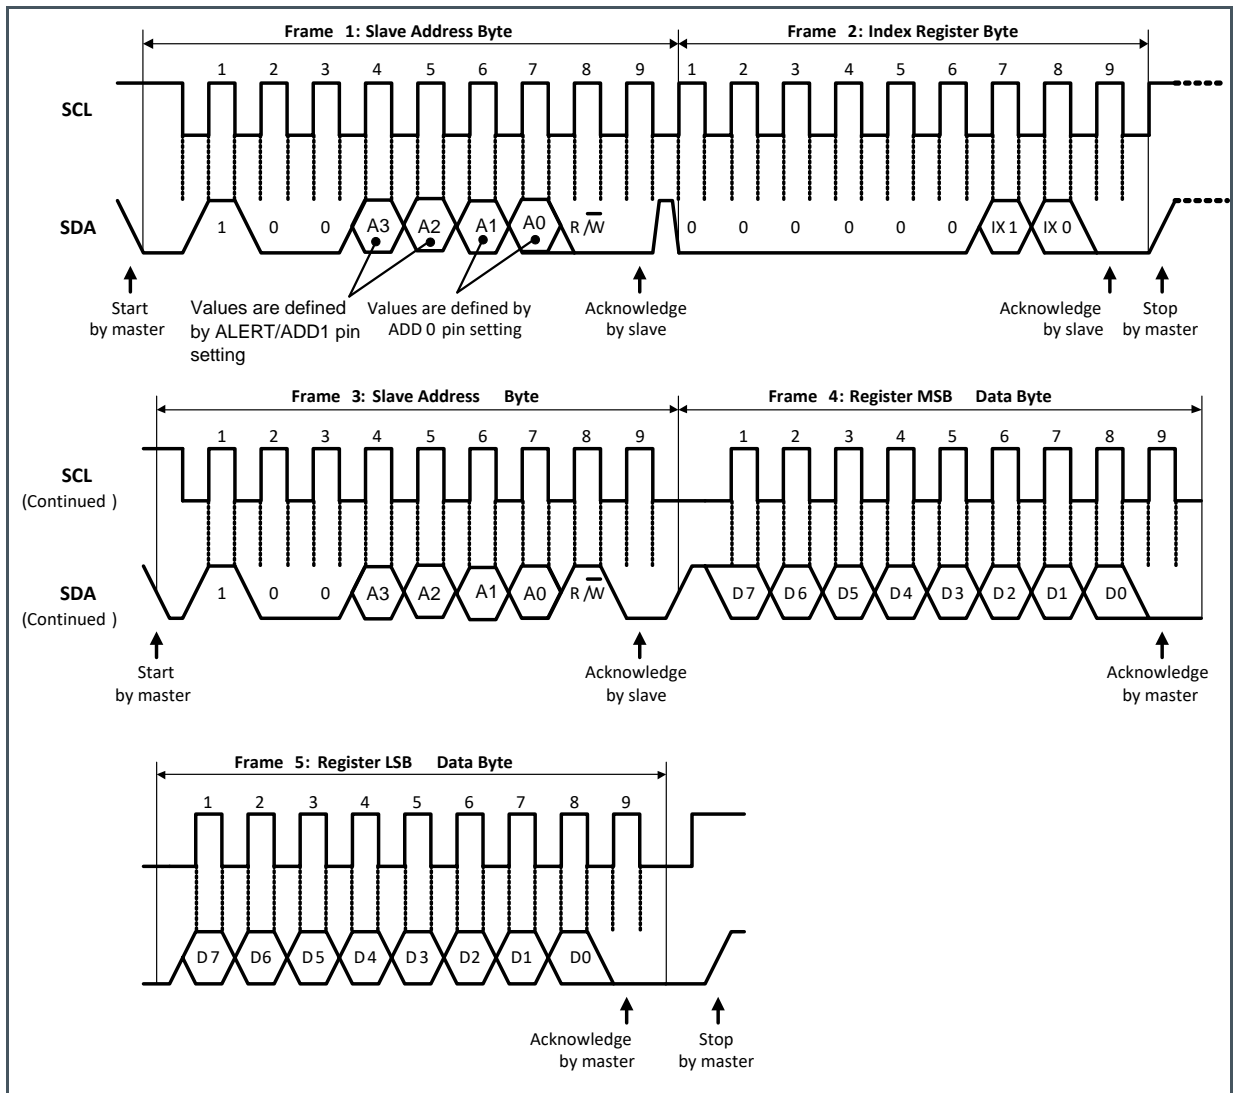 Frame 1: Slave Address Byte Frame 2: Index Register Byte
1 2 3 4 5 6 7 8 9 1 2 3 4 5 6 7 8 9
SCL
SDA 1 0 0 A3 A2 A1 A0 R/W 0 0 0 0 0 0 IX 1 IX 0
Start
by master
Values are defined
by ALERT/ADD1 pin
setting
Values are defined by
ADD 0 pin setting
Acknowledge
by slave
Acknowledge
by slave
Stop
by master
Frame 3: Slave Address Byte Frame 4: Register MSB Data Byte
1 2 3 4 5 6 7 8 9 1 2 3 4 5 6 7 8 9
SCL
(Continued )
SDA 1 0 0 A3 A2 A1 A0 R/W D7 D6 D5 D4 D3 D2 D1 D0
(Continued )
Start
by master
Acknowledge
by slave
Acknowledge
by master
Frame 5: Register LSB Data Byte
1 2 3 4 5 6 7 8 9
D7 D6 D5 D4 D3 D2 D1 D0
Acknowledge
by master
Stop
by master